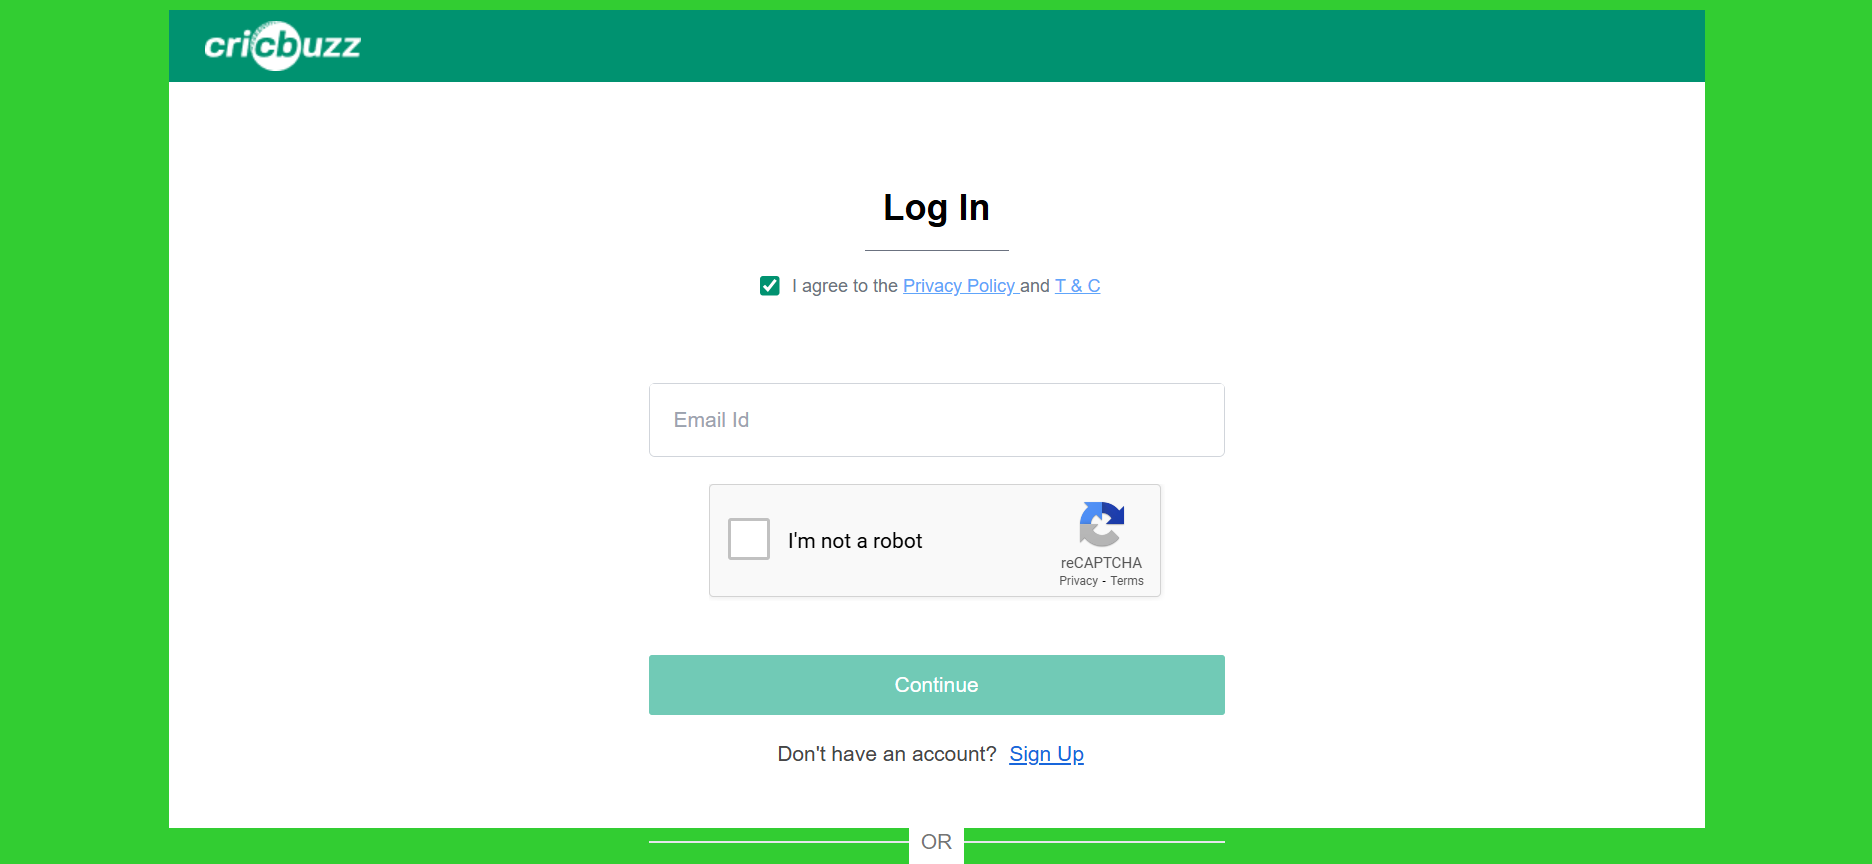 cricbuzz
Log In
I agree to the Privacy Policy and T & C
Email Id
I'm not a robot
reCAPTCHA
Privacy - Terms
Continue
Don't have an account? Sign Up
OR